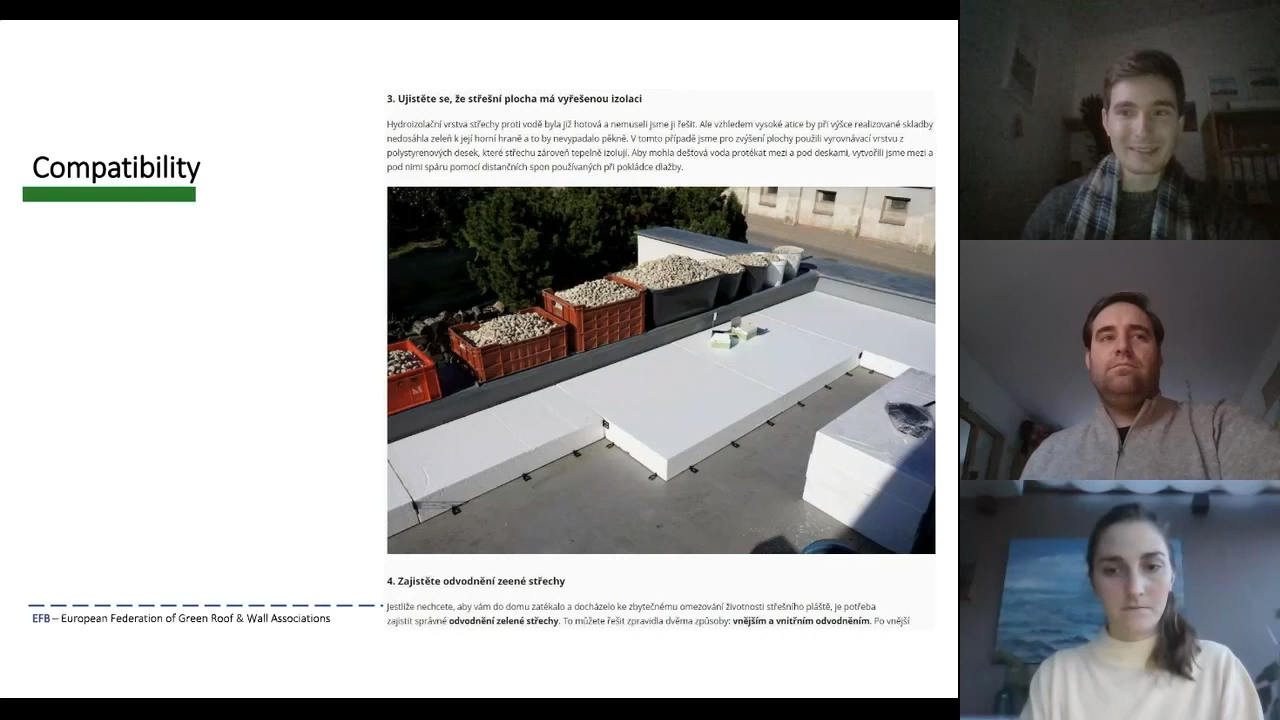 Compatibility
3. Ujistěte se, že střešní plocha má vyřešenou izolaci
Hydroizolační vrstva střechy proti vodě byla již hotová a nemuseli jsme ji řešit. Ale vzhledem vysoké atice by při výšce realizované skladby
nedosáhla zeleň k její horní hraně a to by nevypadalo pěkně. V tomto případě jsme pro zvýšení plochy použili vyrovnávací vrstvu z
polystyrenových desek, které střechu zároveň tepelně izolují. Aby mohla dešťová voda protékat mezi a pod deskami, vytvořili jsme mezi a
pod nimi spáru pomocí distančních spon používaných při pokládce dlažby.
4. Zajistěte odvodnění zeené střechy
Jestliže nechcete, aby vám do domu zatékalo a docházelo ke zbytečnému omezování životnosti střešního pláště, je potřeba
zajistit správné odvodnění zelené střechy. To můžete řešit zpravidla dvěma způsoby: vnějším a vnitřním odvodněním. Po vnější
EFB – European Federation of Green Roof & Wall Associations